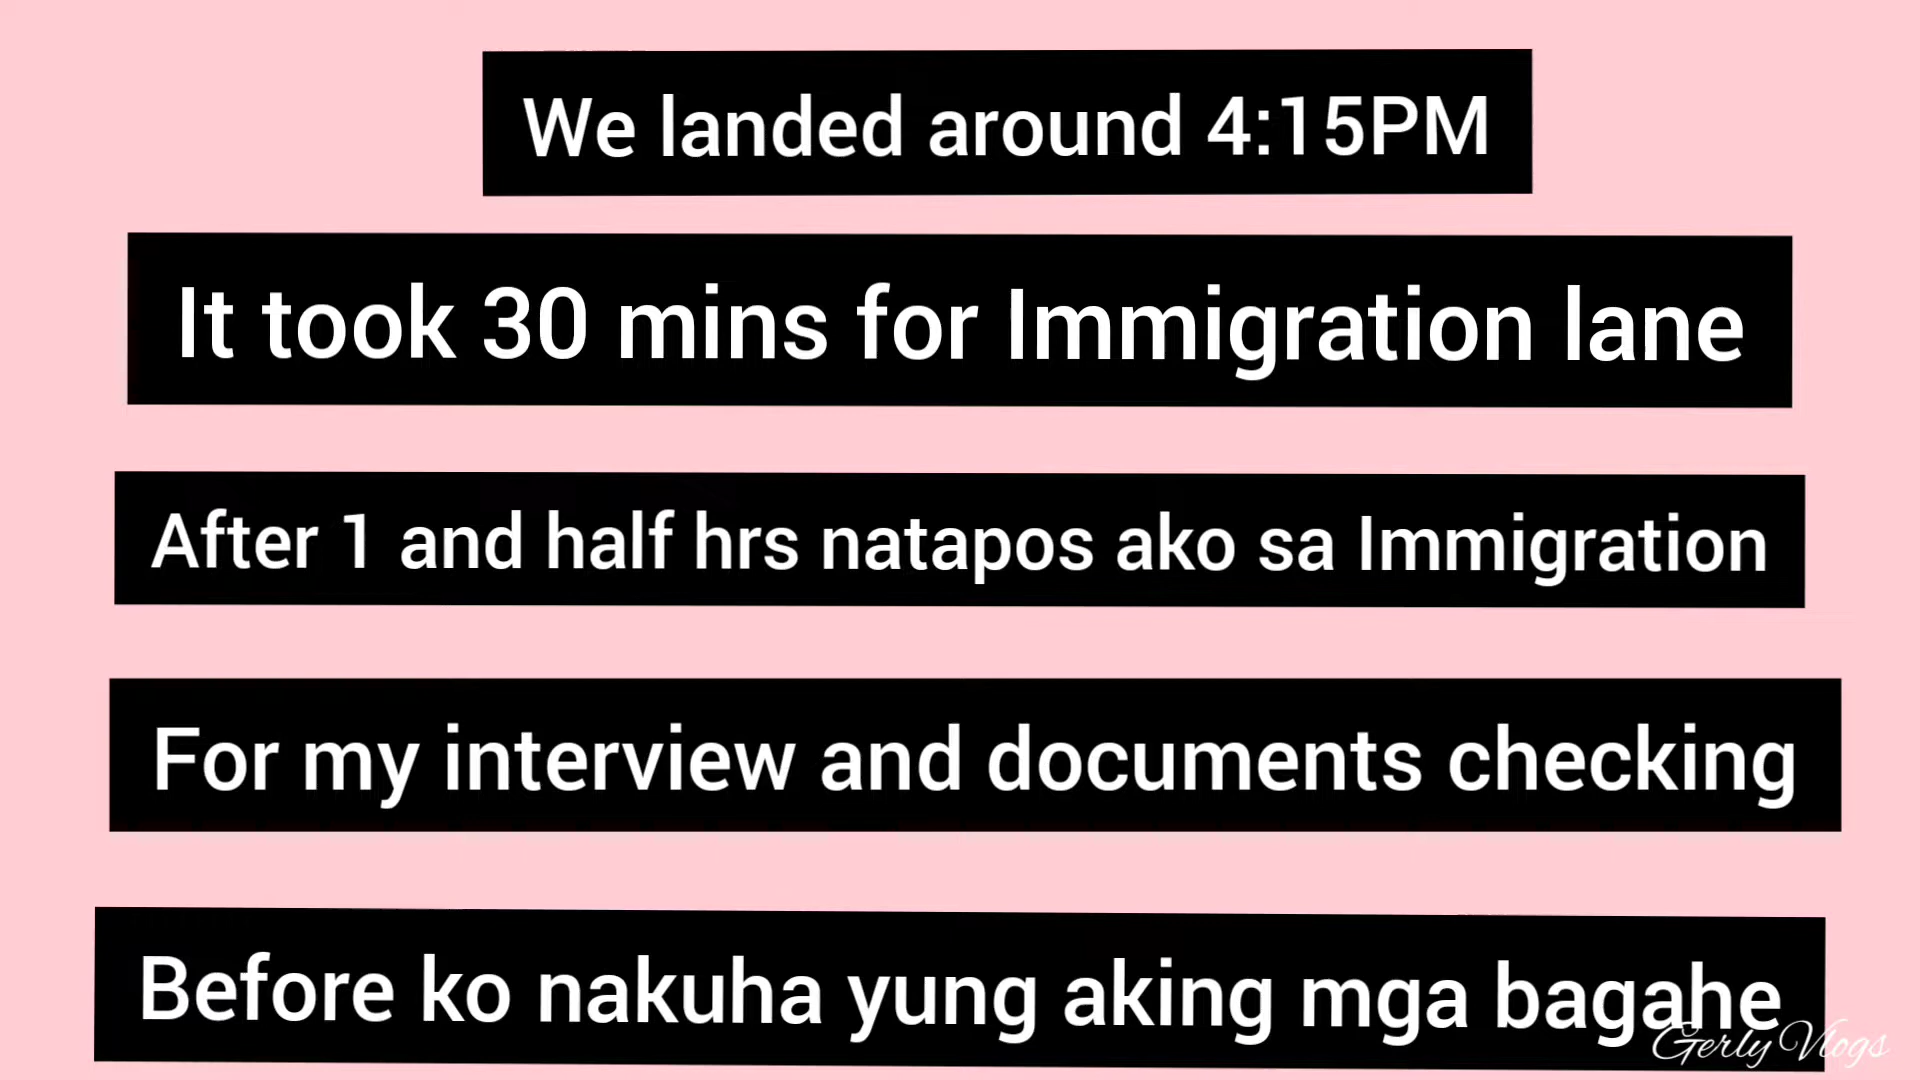 We landed around 4:15PM
It took 30 mins for Immigration lane
After 1 and half hrs natapos ako sa Immigration
For my interview and documents checking
Before ko nakuha yung aking mga bagahe
Gerly Vlogs